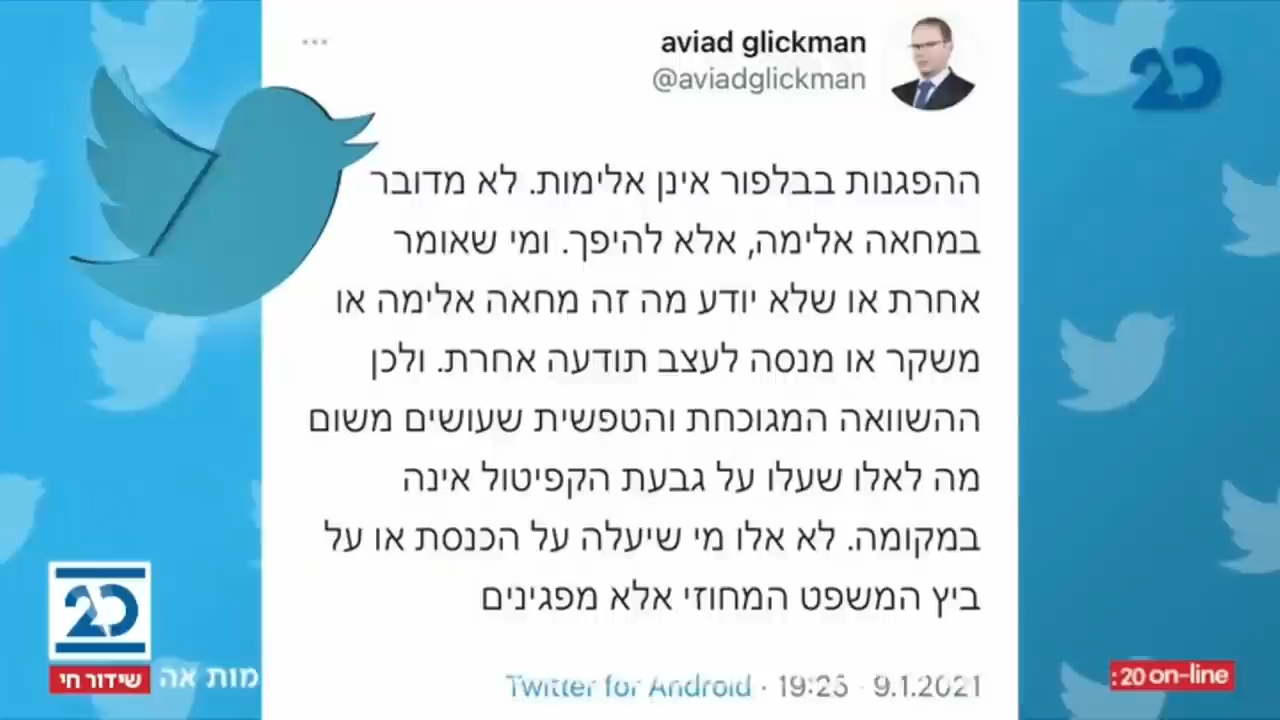 aviad glickman
@aviadglickman
20
ההפגנות בבלפור אינן אלימות. לא מדובר
במחאה אלימה, אלא להיפך. ומי שאומר
אחרת או שלא יודע מה זה מחאה אלימה או
משקר או מנסה לעצב תודעה אחרת. ולכן
ההשוואה המגוכחת והטפשית שעושים משום
מה לאלו שעלו על גבעת הקפיטול אינה
במקומה. לא אלו מי שיעלה על הכנסת או על
ביץ המשפט המחוזי אלא מפגינים
Twitter for Android · 19:25 · 9.1.2021
20
שידור חי
מות אה
:20 on-line